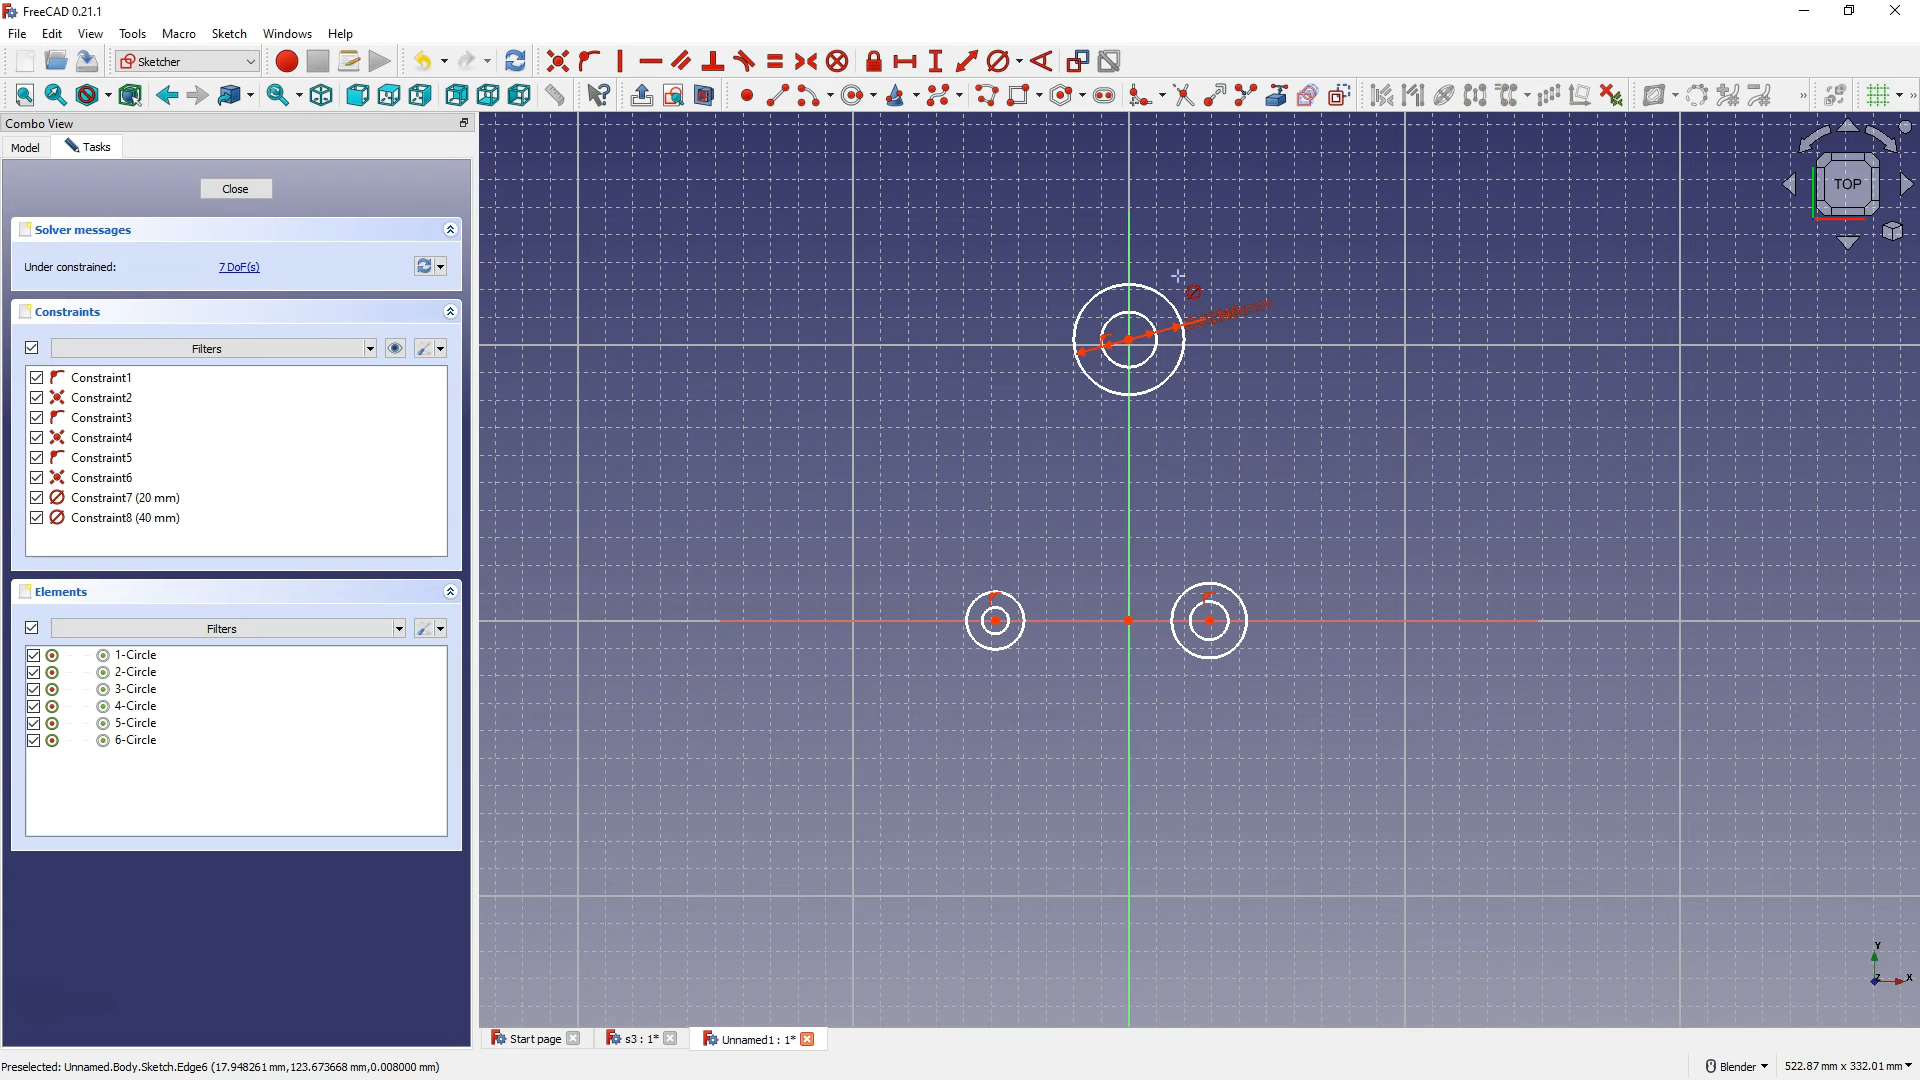 FreeCAD 0.21.1
File Edit View Tools Macro Sketch Windows Help
Sketcher
Combo View
Model Tasks
Close
Solver messages
Under constrained: 7 DoF(s)
Constraints
Filters
Constraint1
Constraint2
Constraint3
Constraint4
Constraint5
Constraint6
Constraint7 (20 mm)
Constraint8 (40 mm)
Elements
Filters
1-Circle
2-Circle
3-Circle
4-Circle
5-Circle
6-Circle
TOP
Y
Z X
Start page s3 : 1* Unnamed1 : 1*
Preselected: Unnamed.Body.Sketch.Edge6 (17.948261 mm,123.673668 mm,0.008000 mm) Blender 522.87 mm x 332.01 mm